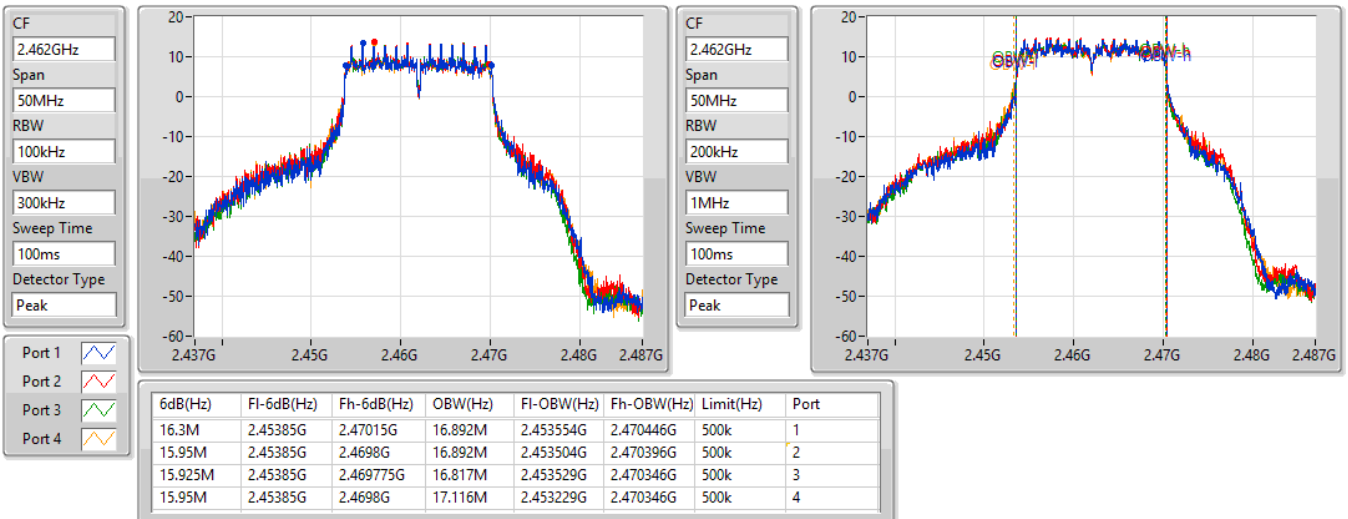 CF
2.462GHz
Span
50MHz
RBW
100kHz
VBW
300kHz
Sweep Time
100ms
Detector Type
Peak
20
10
0
-10
-20
-30
-40
-50
-60
2.437G 2.45G 2.46G 2.47G 2.48G 2.487G
CF
2.462GHz
Span
50MHz
RBW
200kHz
VBW
1MHz
Sweep Time
100ms
Detector Type
Peak
20
10
0
-10
-20
-30
-40
-50
-60
OBW-h
2.437G 2.45G 2.46G 2.47G 2.48G 2.487G
Port 1
Port 2
Port 3
Port 4
6dB(Hz) Fl-6dB(Hz) Fh-6dB(Hz) OBW(Hz) Fl-OBW(Hz) Fh-OBW(Hz) Limit(Hz) Port
16.3M 2.45385G 2.47015G 16.892M 2.453554G 2.470446G 500k 1
15.95M 2.45385G 2.4698G 16.892M 2.453504G 2.470396G 500k 2
15.925M 2.45385G 2.469775G 16.817M 2.453529G 2.470346G 500k 3
15.95M 2.45385G 2.4698G 17.116M 2.453229G 2.470346G 500k 4